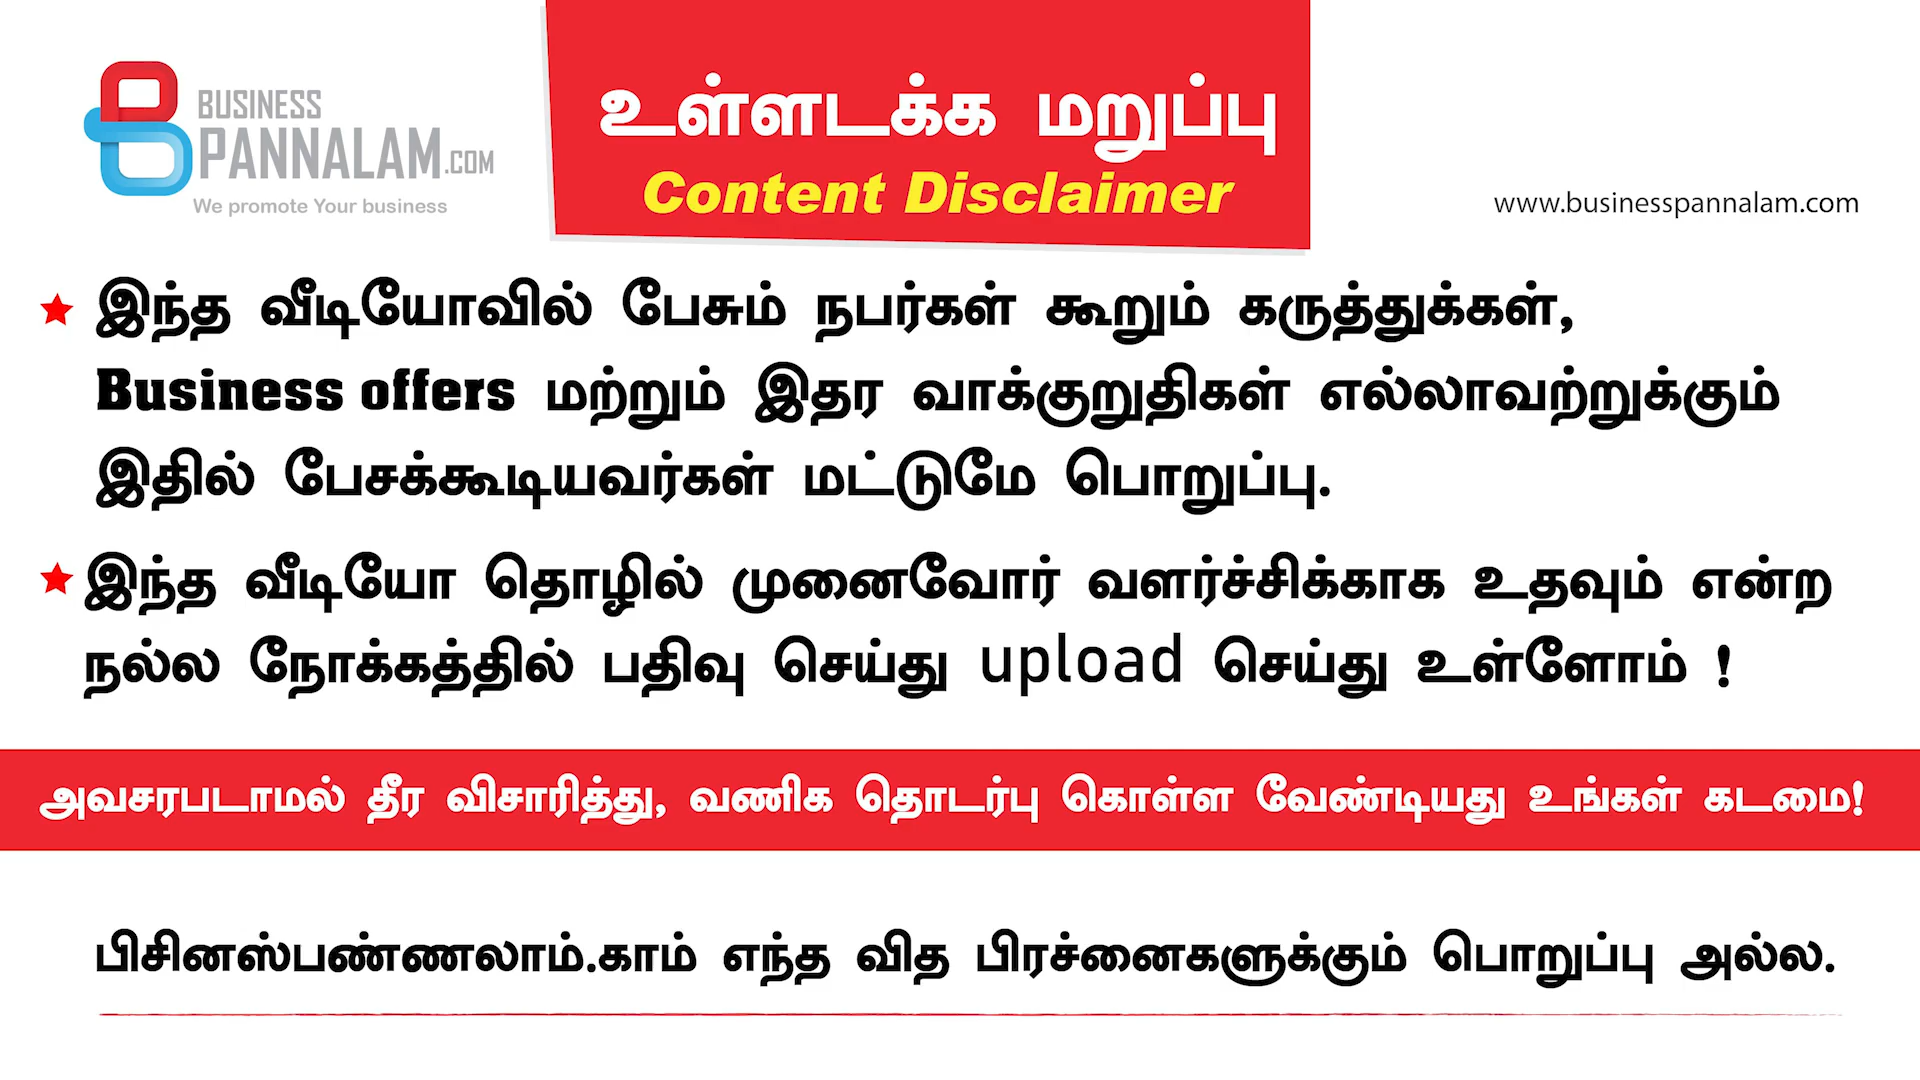 BUSINESS
PANNALAM.COM
We promote Your business
உள்ளடக்க மறுப்பு
Content Disclaimer
www.businesspannalam.com
இந்த வீடியோவில் பேசும் நபர்கள் கூறும் கருத்துக்கள்,
Business offers மற்றும் இதர வாக்குறுதிகள் எல்லாவற்றுக்கும்
இதில் பேசக்கூடியவர்கள் மட்டுமே பொறுப்பு.
இந்த வீடியோ தொழில் முனைவோர் வளர்ச்சிக்காக உதவும் என்ற
நல்ல நோக்கத்தில் பதிவு செய்து upload செய்து உள்ளோம் !
அவசரபடாமல் தீர விசாரித்து, வணிக தொடர்பு கொள்ள வேண்டியது உங்கள் கடமை!
பிசினஸ்பண்ணலாம்.காம் எந்த வித பிரச்னைகளுக்கும் பொறுப்பு அல்ல.